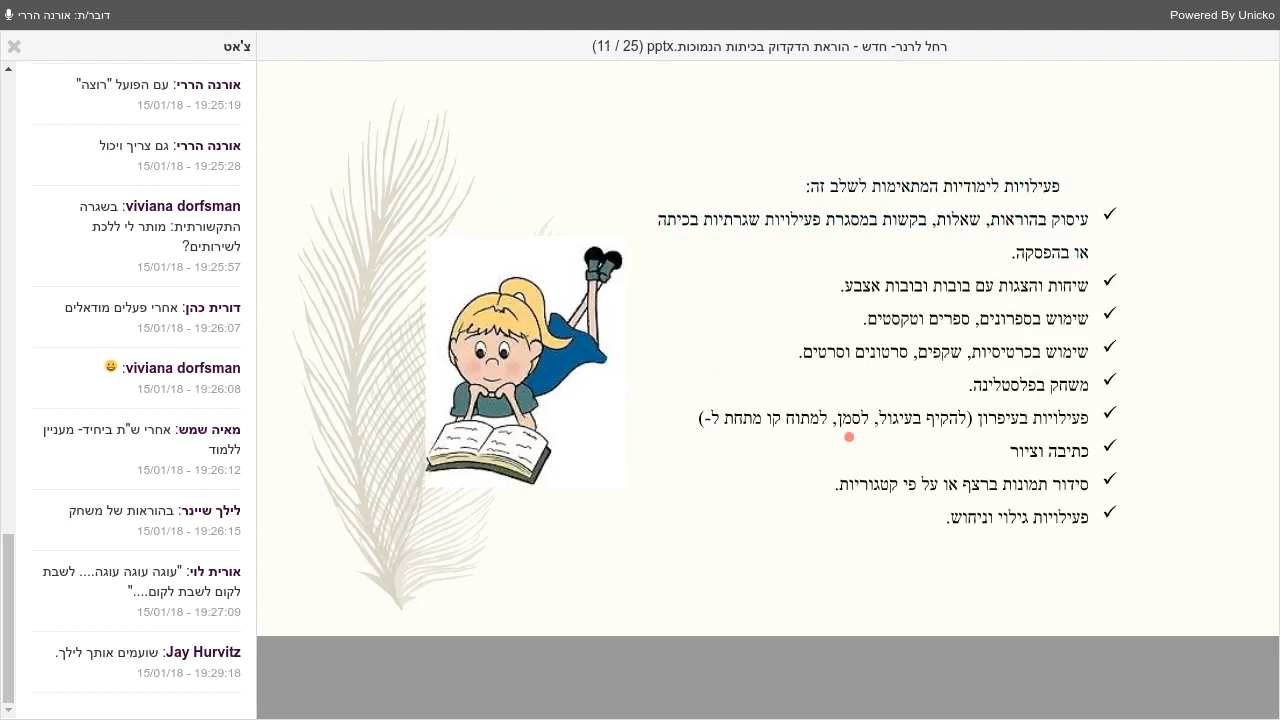 דובר/ת: אורנה הררי
Powered By Unicko
צ'אט
רחל לרנר- חדש - הוראת הדקדוק בכיתות הנמוכות.pptx (11 / 25)
אורנה הררי: עם הפועל "רוצה"
15/01/18 - 19:25:19
אורנה הררי: גם צריך ויכול
15/01/18 - 19:25:28
viviana dorfsman: בשגרה
התקשורתית: מותר לי ללכת
לשירותים?
15/01/18 - 19:25:57
דורית כהן: אחרי פעלים מודאלים
15/01/18 - 19:26:07
viviana dorfsman:
15/01/18 - 19:26:08
מאיה שמש: אחרי ש"ת ביחיד- מעניין
ללמוד
15/01/18 - 19:26:12
לילך שיינר: בהוראות של משחק
15/01/18 - 19:26:15
אורית לוי: "עוגה עוגה עוגה.... לשבת
לקום לשבת לקום...."
15/01/18 - 19:27:09
Jay Hurvitz: שועמים אותך לילך.
15/01/18 - 19:29:18
פעילויות לימודיות המתאימות לשלב זה:
✓ עיסוק בהוראות, שאלות, בקשות במסגרת פעילויות שגרתיות בכיתה
או בהפסקה.
✓ שיחות והצגות עם בובות ובובות אצבע.
✓ שימוש בספרונים, ספרים וטקסטים.
✓ שימוש בכרטיסיות, שקפים, סרטונים וסרטים.
✓ משחק בפלסטלינה.
✓ פעילויות בעיפרון (להקיף בעיגול, לסמן, למתוח קו מתחת ל-)
✓ כתיבה וציור
✓ סידור תמונות ברצף או על פי קטגוריות.
✓ פעילויות גילוי וניחוש.